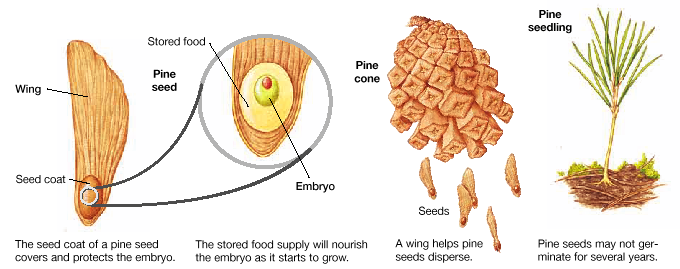 Wing
Seed coat
The seed coat of a pine seed
covers and protects the embryo.
Stored food
Pine
seed
Embryo
The stored food supply will nourish
the embryo as it starts to grow.
Pine
cone
Seeds
A wing helps pine
seeds disperse.
Pine
seedling
Pine seeds may not ger-
minate for several years.